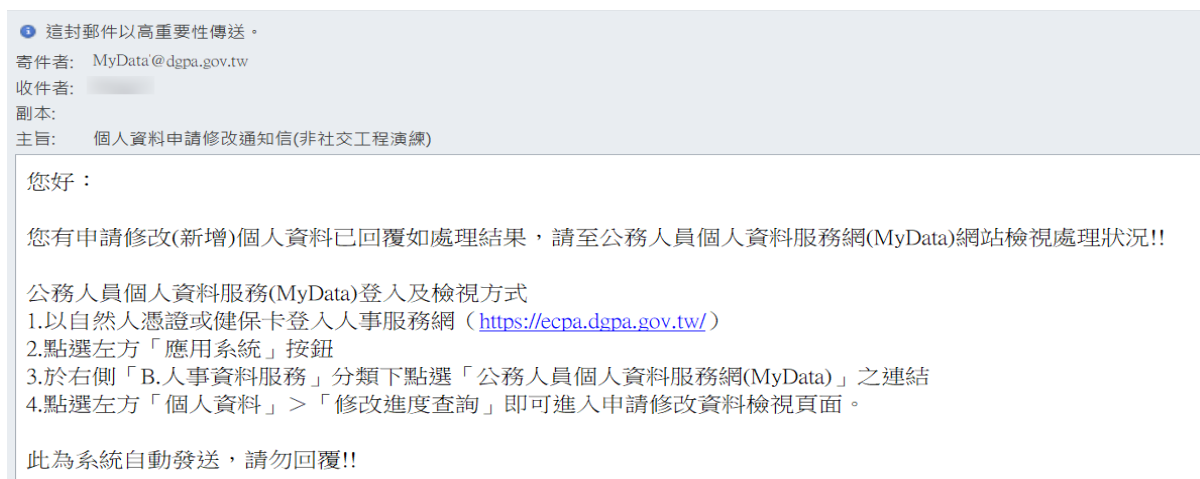 這封郵件以高重要性傳送。
寄件者: MyData'@dgpa.gov.tw
收件者:
副本:
主旨: 個人資料申請修改通知信(非社交工程演練)
您好：
您有申請修改(新增)個人資料已回覆如處理結果，請至公務人員個人資料服務網(MyData)網站檢視處理狀況!!
公務人員個人資料服務(MyData)登入及檢視方式
1.以自然人憑證或健保卡登入人事服務網（https://ecpa.dgpa.gov.tw/）
2.點選左方「應用系統」按鈕
3.於右側「B.人事資料服務」分類下點選「公務人員個人資料服務網(MyData)」之連結
4.點選左方「個人資料」＞「修改進度查詢」即可進入申請修改資料檢視頁面。
此為系統自動發送，請勿回覆!!